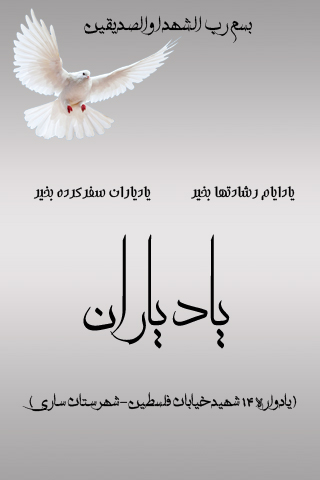 بسم رب الشهدا والصدیقین
یاد ایام رشادتها بخیر یاد یاران سفر کرده بخیر
یاد یاران
(یادواره ۱۴ شهید خیابان فلسطین-شهرستان ساری)